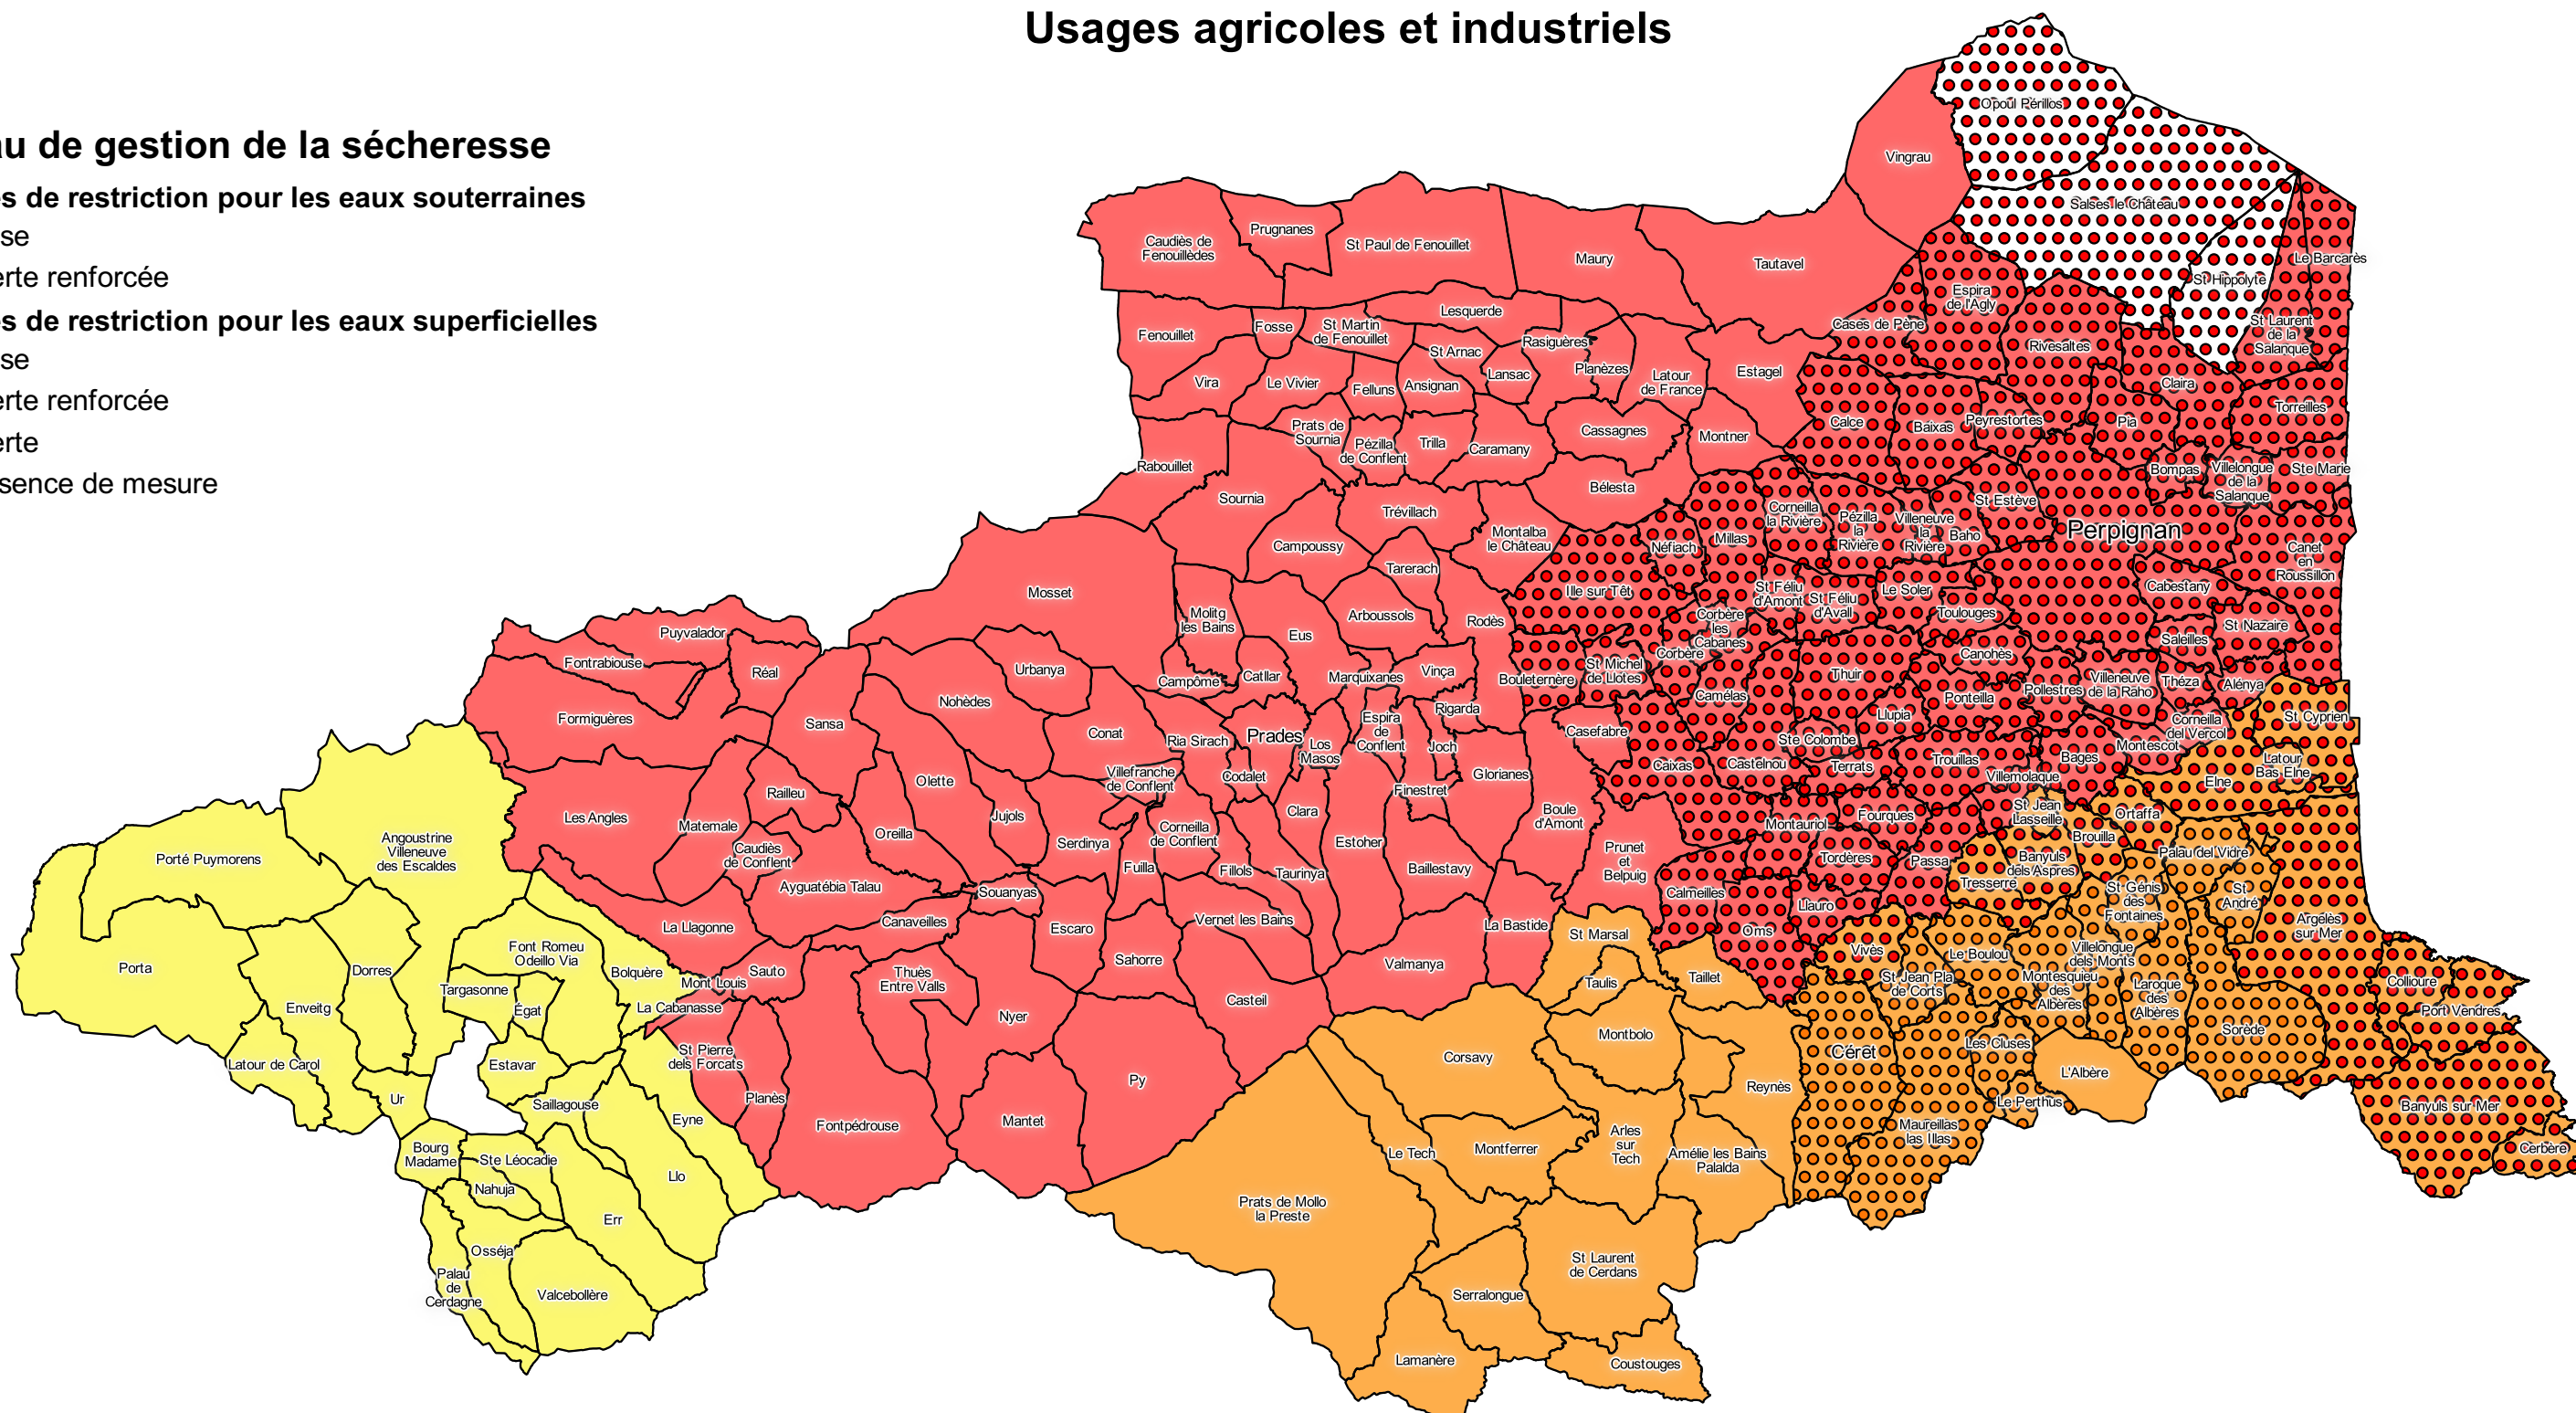 Usages agricoles et industriels
au de gestion de la sécheresse
es de restriction pour les eaux souterraines
se
erte renforcée
es de restriction pour les eaux superficielles
se
erte renforcée
erte
sence de mesure
Opoul Périllos
Vingrau
Salses le Château
Le Barcarès
St Hippolyte
Prugnanes
St Paul de Fenouillet
Caudiès de
Fenouillèdes
Maury
Tautavel
Espira
de l'Agly
Cases de Pène
St Laurent
de la
Salanque
Rivesaltes
Lesquerde
Fenouillet
Fosse
St Martin
de Fenouillet
St Arnac
Rasiguères
Planèzes
Latour
de France
Estagel
Claira
Torreilles
Vira
Le Vivier
Felluns
Ansignan
Lansac
Prats de
Sournia
Pézilla
de Conflent
Trilla
Caramany
Cassagnes
Montner
Calce
Baixas
Peyrestortes
Pia
Rabouillet
Sournia
Bélesta
Bompas
Villelongue
de la
Salanque
Ste Marie
Trévillach
Montalba
le Château
Campoussy
Tarerach
Néfiach
Millas
Corneilla
la Rivière
Pézilla
la
Rivière
Villeneuve
la
Rivière
Baho
St Estève
Perpignan
Canet
en
Roussillon
Mosset
Molitg
les Bains
Arboussols
Eus
Rodès
Ille sur Têt
St Féliu
d'Amont
St Féliu
d'Avall
Le Soler
Toulouges
Cabestany
St Nazaire
Saleilles
Corbère
les
Cabanes
Corbère
Canohès
Puyvalador
Fontrabiouse
Réal
Urbanya
Campôme
Catllar
Marquixanes
Vinça
Bouleternère
St Michel
de Llotes
Camélas
Thuir
Ponteilla
Pollestres
Villeneuve
de la Raho
Théza
Alénya
Formiguères
Sansa
Nohèdes
Conat
Ria Sirach
Prades
Los
Masos
Espira
de
Conflent
Rigarda
Joch
Casefabre
Llupia
Corneilla
del Vercol
St Cyprien
Montescot
Villefranche
de Conflent
Codalet
Finestret
Glorianes
Caixas
Castelnou
Ste Colombe
Terrats
Trouillas
Villemolaque
Bages
Elne
Latour
Bas Elne
Les Angles
Matemale
Railleu
Olette
Oreilla
Jujols
Serdinya
Corneilla
de Conflent
Clara
Estoher
Boule
d'Amont
Montauriol
Fourques
St Jean
Lasseille
Brouilla
Ortaffa
Angoustrine
Villeneuve
des Escaldes
Porté Puymorens
Caudiès
de Conflent
Ayguatébia Talau
Souanyas
Fuilla
Fillols
Taurinya
Baillestavy
Prunet
et
Belpuig
Calmeilles
Tordères
Passa
Tresserre
Banyuls
dels Aspres
Palau del Vidre
St Génis
des
Fontaines
St
André
Argelès
sur Mer
La Llagonne
Canaveilles
Escaro
Vernet les Bains
La Bastide
St Marsal
Oms
Llauro
Vivès
Le Boulou
Villelongue
dels Monts
Porta
Dorres
Enveitg
Font Romeu
Odeillo Via
Bolquère
Targasonne
Égat
Mont Louis
La Cabanasse
Sauto
Thuès
Entre Valls
Nyer
Sahorre
Casteil
Valmanya
Taulis
Taillet
St Jean Pla
de Corts
Montesquieu
des
Albères
Laroque
des
Albères
Sorède
Collioure
Port Vendres
Latour de Carol
Ur
Estavar
Saillagouse
St Pierre
dels Forcats
Planès
Eyne
Fontpédrouse
Mantet
Py
Corsavy
Montbolo
Reynès
Céret
Les Cluses
L'Albère
Le Perthus
Maureillas
las Illas
Banyuls sur Mer
Cerbère
Bourg
Madame
Ste Léocadie
Nahuja
Llo
Err
Osséja
Palau
de
Cerdagne
Valcebollère
Prats de Mollo
la Preste
Le Tech
Montferrer
Arles
sur
Tech
Amélie les Bains
Palalda
St Laurent
de Cerdans
Serralongue
Lamanère
Coustouges